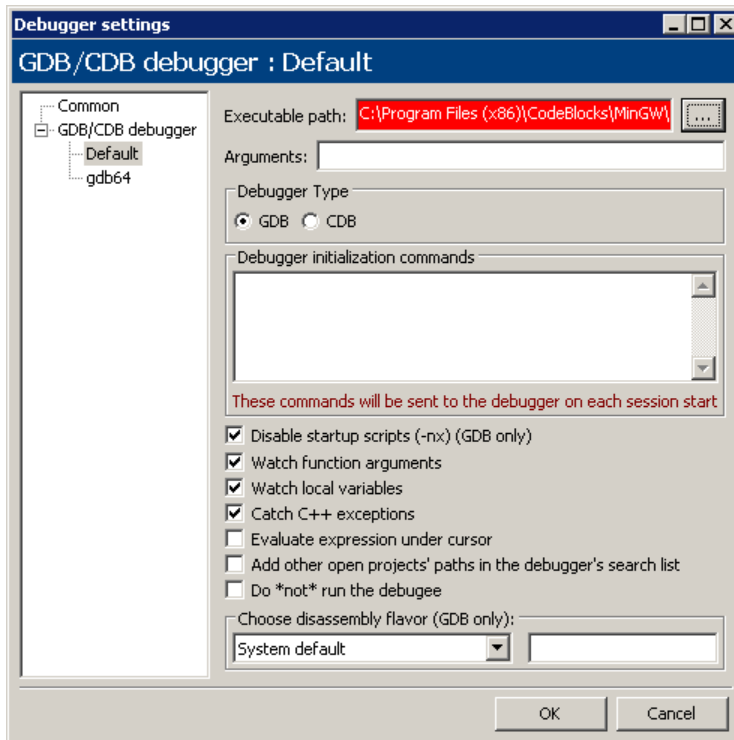 Debugger settings
GDB/CDB debugger : Default
Common
GDB/CDB debugger
Default
gdb64
Executable path: C:\Program Files (x86)\CodeBlocks\MinGW\ ...
Arguments:
Debugger Type
GDB CDB
Debugger initialization commands
These commands will be sent to the debugger on each session start
Disable startup scripts (-nx) (GDB only)
Watch function arguments
Watch local variables
Catch C++ exceptions
Evaluate expression under cursor
Add other open projects' paths in the debugger's search list
Do *not* run the debugee
Choose disassembly flavor (GDB only):
System default
OK Cancel